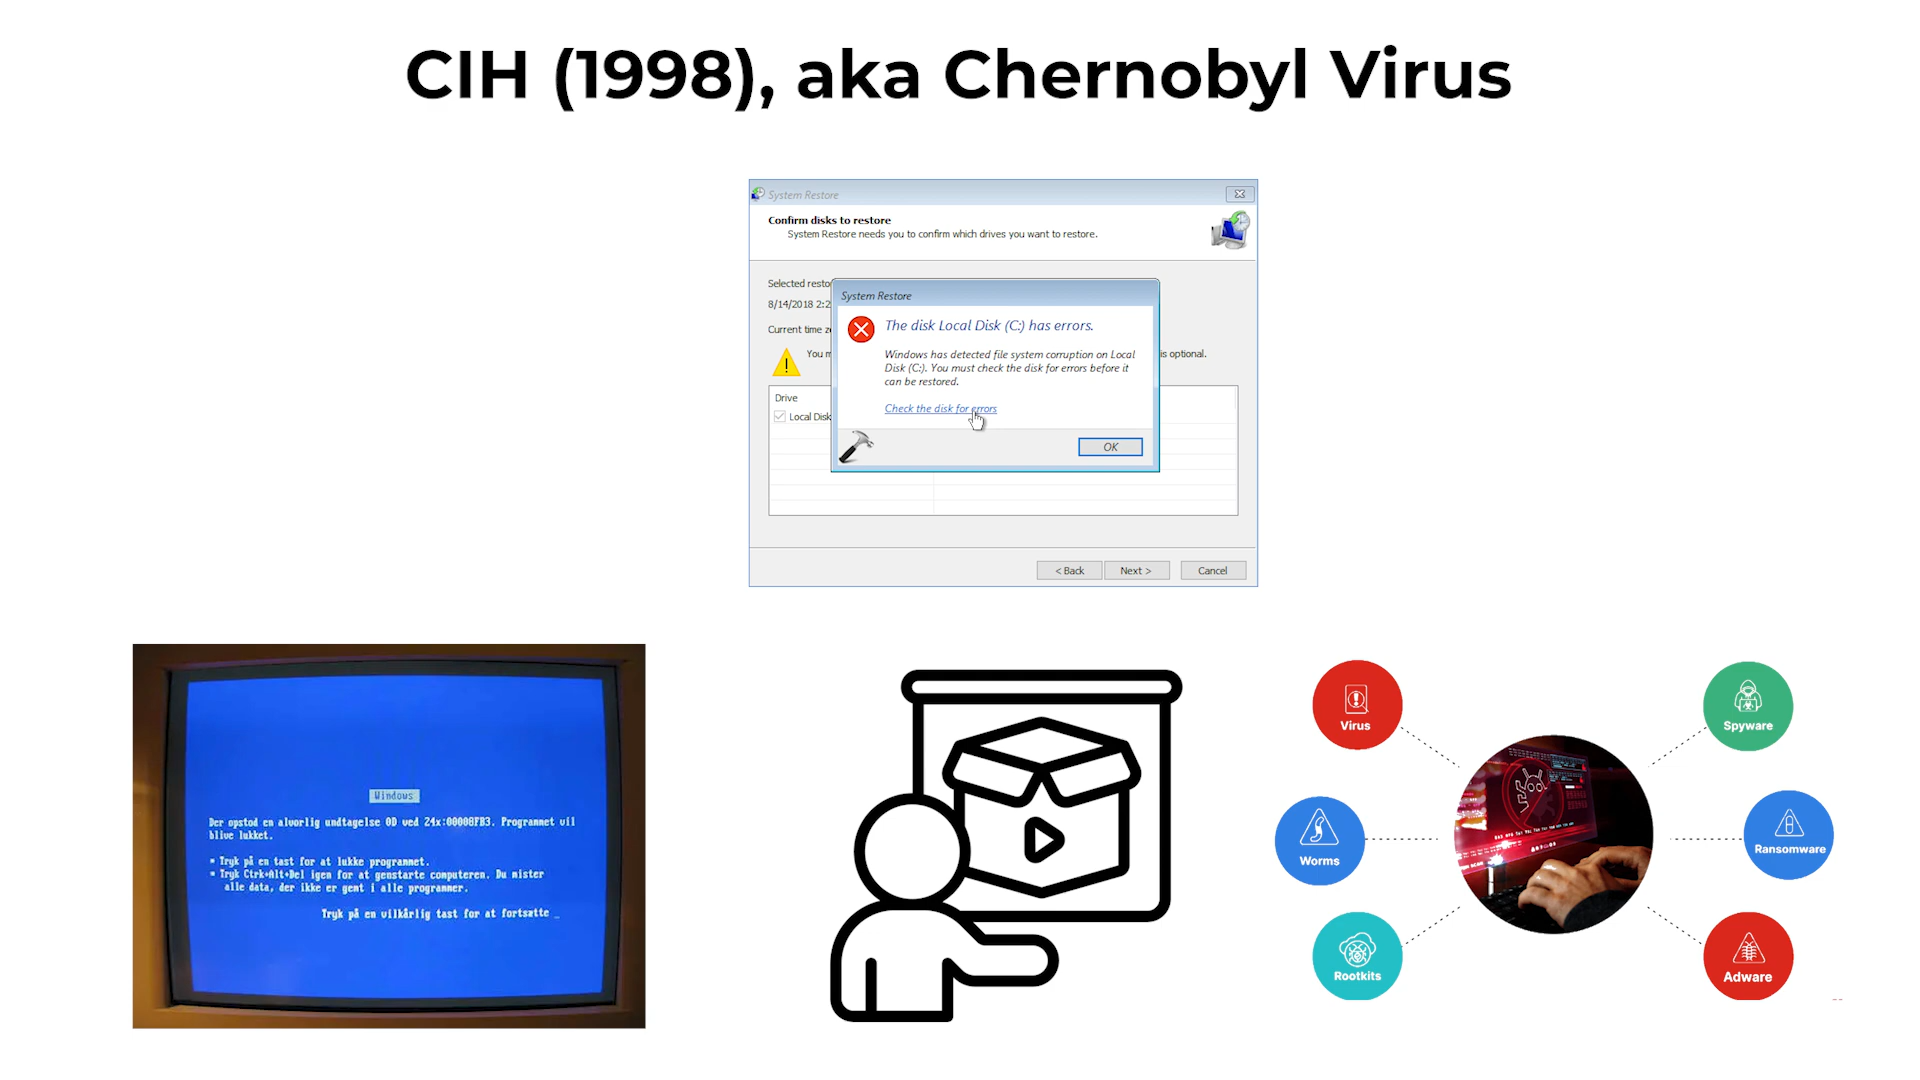 CIH (1998), aka Chernobyl Virus
System Restore
Confirm disks to restore
System Restore needs you to confirm which drives you want to restore.
Selected resto
8/14/2018 2:2
Current time z
You m
is optional.
Drive
Local Disk
System Restore
The disk Local Disk (C:) has errors.
Windows has detected file system corruption on Local
Disk (C:). You must check the disk for errors before it
can be restored.
Check the disk for errors
OK
< Back
Next >
Cancel
Windows
Der opstod en alvorlig undtagelse 0D ved 24x:00008FB3. Programmet vil
blive lukket.
* Tryk på en tast for at lukke programmet.
* Tryk Ctrk+Alt+Del igen for at genstarte computeren. Du mister
alle data, der ikke er gemt i alle programmer.
Tryk på en vilkårlig tast for at fortsætte _
Virus
Spyware
Worms
Ransomware
Rootkits
Adware